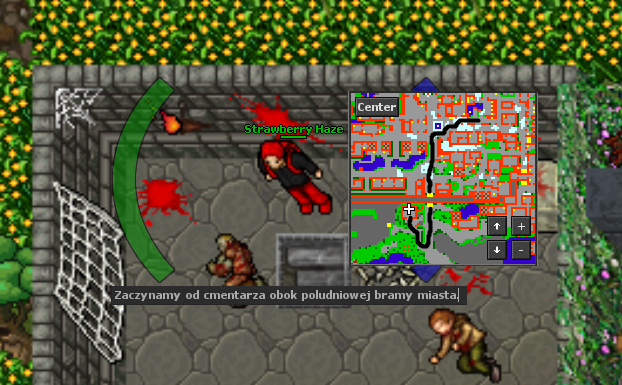 Center
Strawberry Haze
Zaczynamy od cmentarza obok poludniowej bramy miasta.